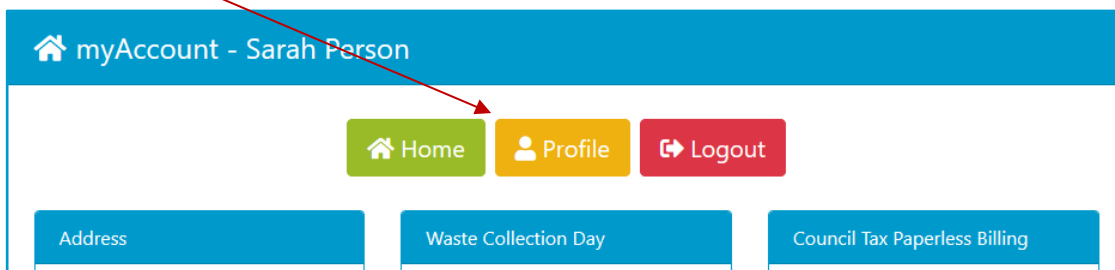 myAccount - Sarah Person
Home Profile Logout
Address Waste Collection Day Council Tax Paperless Billing